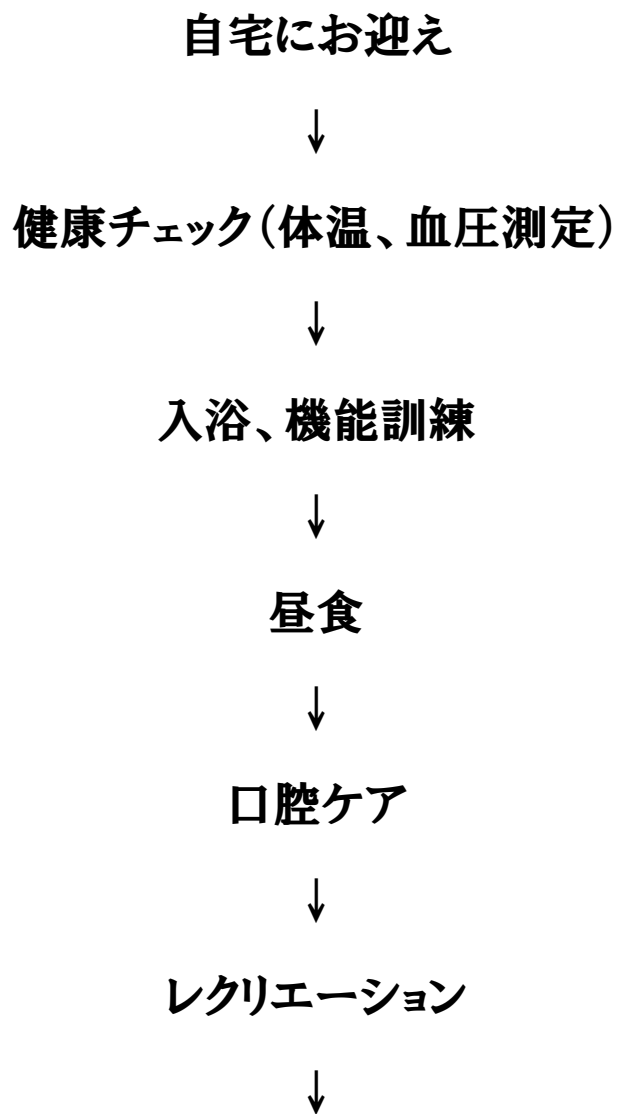 自宅にお迎え
↓
健康チェック（体温、血圧測定）
↓
入浴、機能訓練
↓
昼食
↓
口腔ケア
↓
レクリエーション
↓